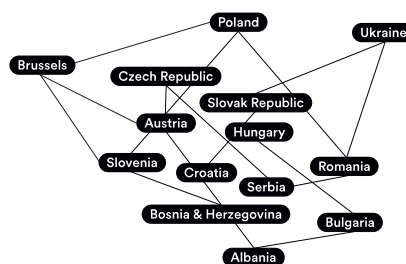 Poland
Ukraine
Brussels
Czech Republic
Slovak Republic
Austria
Hungary
Slovenia
Croatia
Romania
Serbia
Bosnia & Herzegovina
Bulgaria
Albania